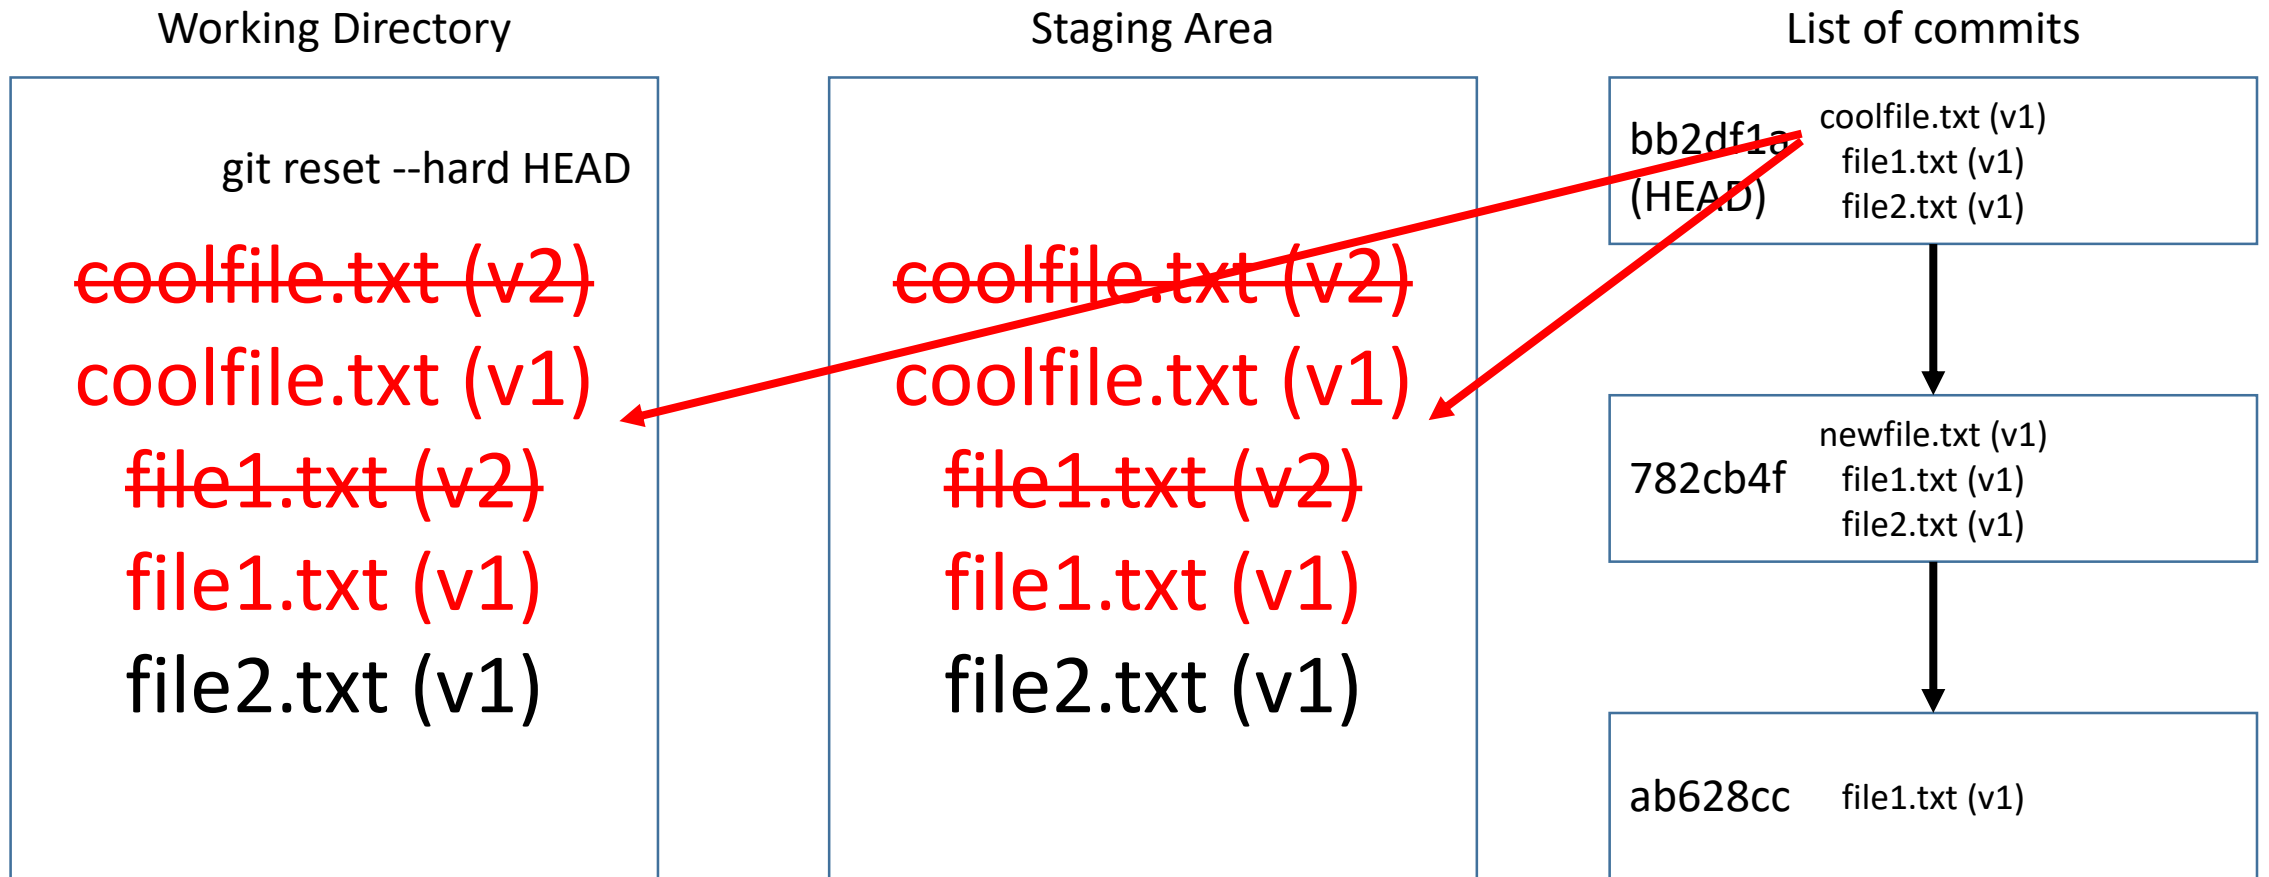 Working Directory
git reset --hard HEAD
coolfile.txt (v2)
coolfile.txt (v1)
file1.txt (v2)
file1.txt (v1)
file2.txt (v1)
Staging Area
coolfile.txt (v2)
coolfile.txt (v1)
file1.txt (v2)
file1.txt (v1)
file2.txt (v1)
List of commits
bb2df1a
(HEAD)
coolfile.txt (v1)
file1.txt (v1)
file2.txt (v1)
782cb4f
newfile.txt (v1)
file1.txt (v1)
file2.txt (v1)
ab628cc
file1.txt (v1)